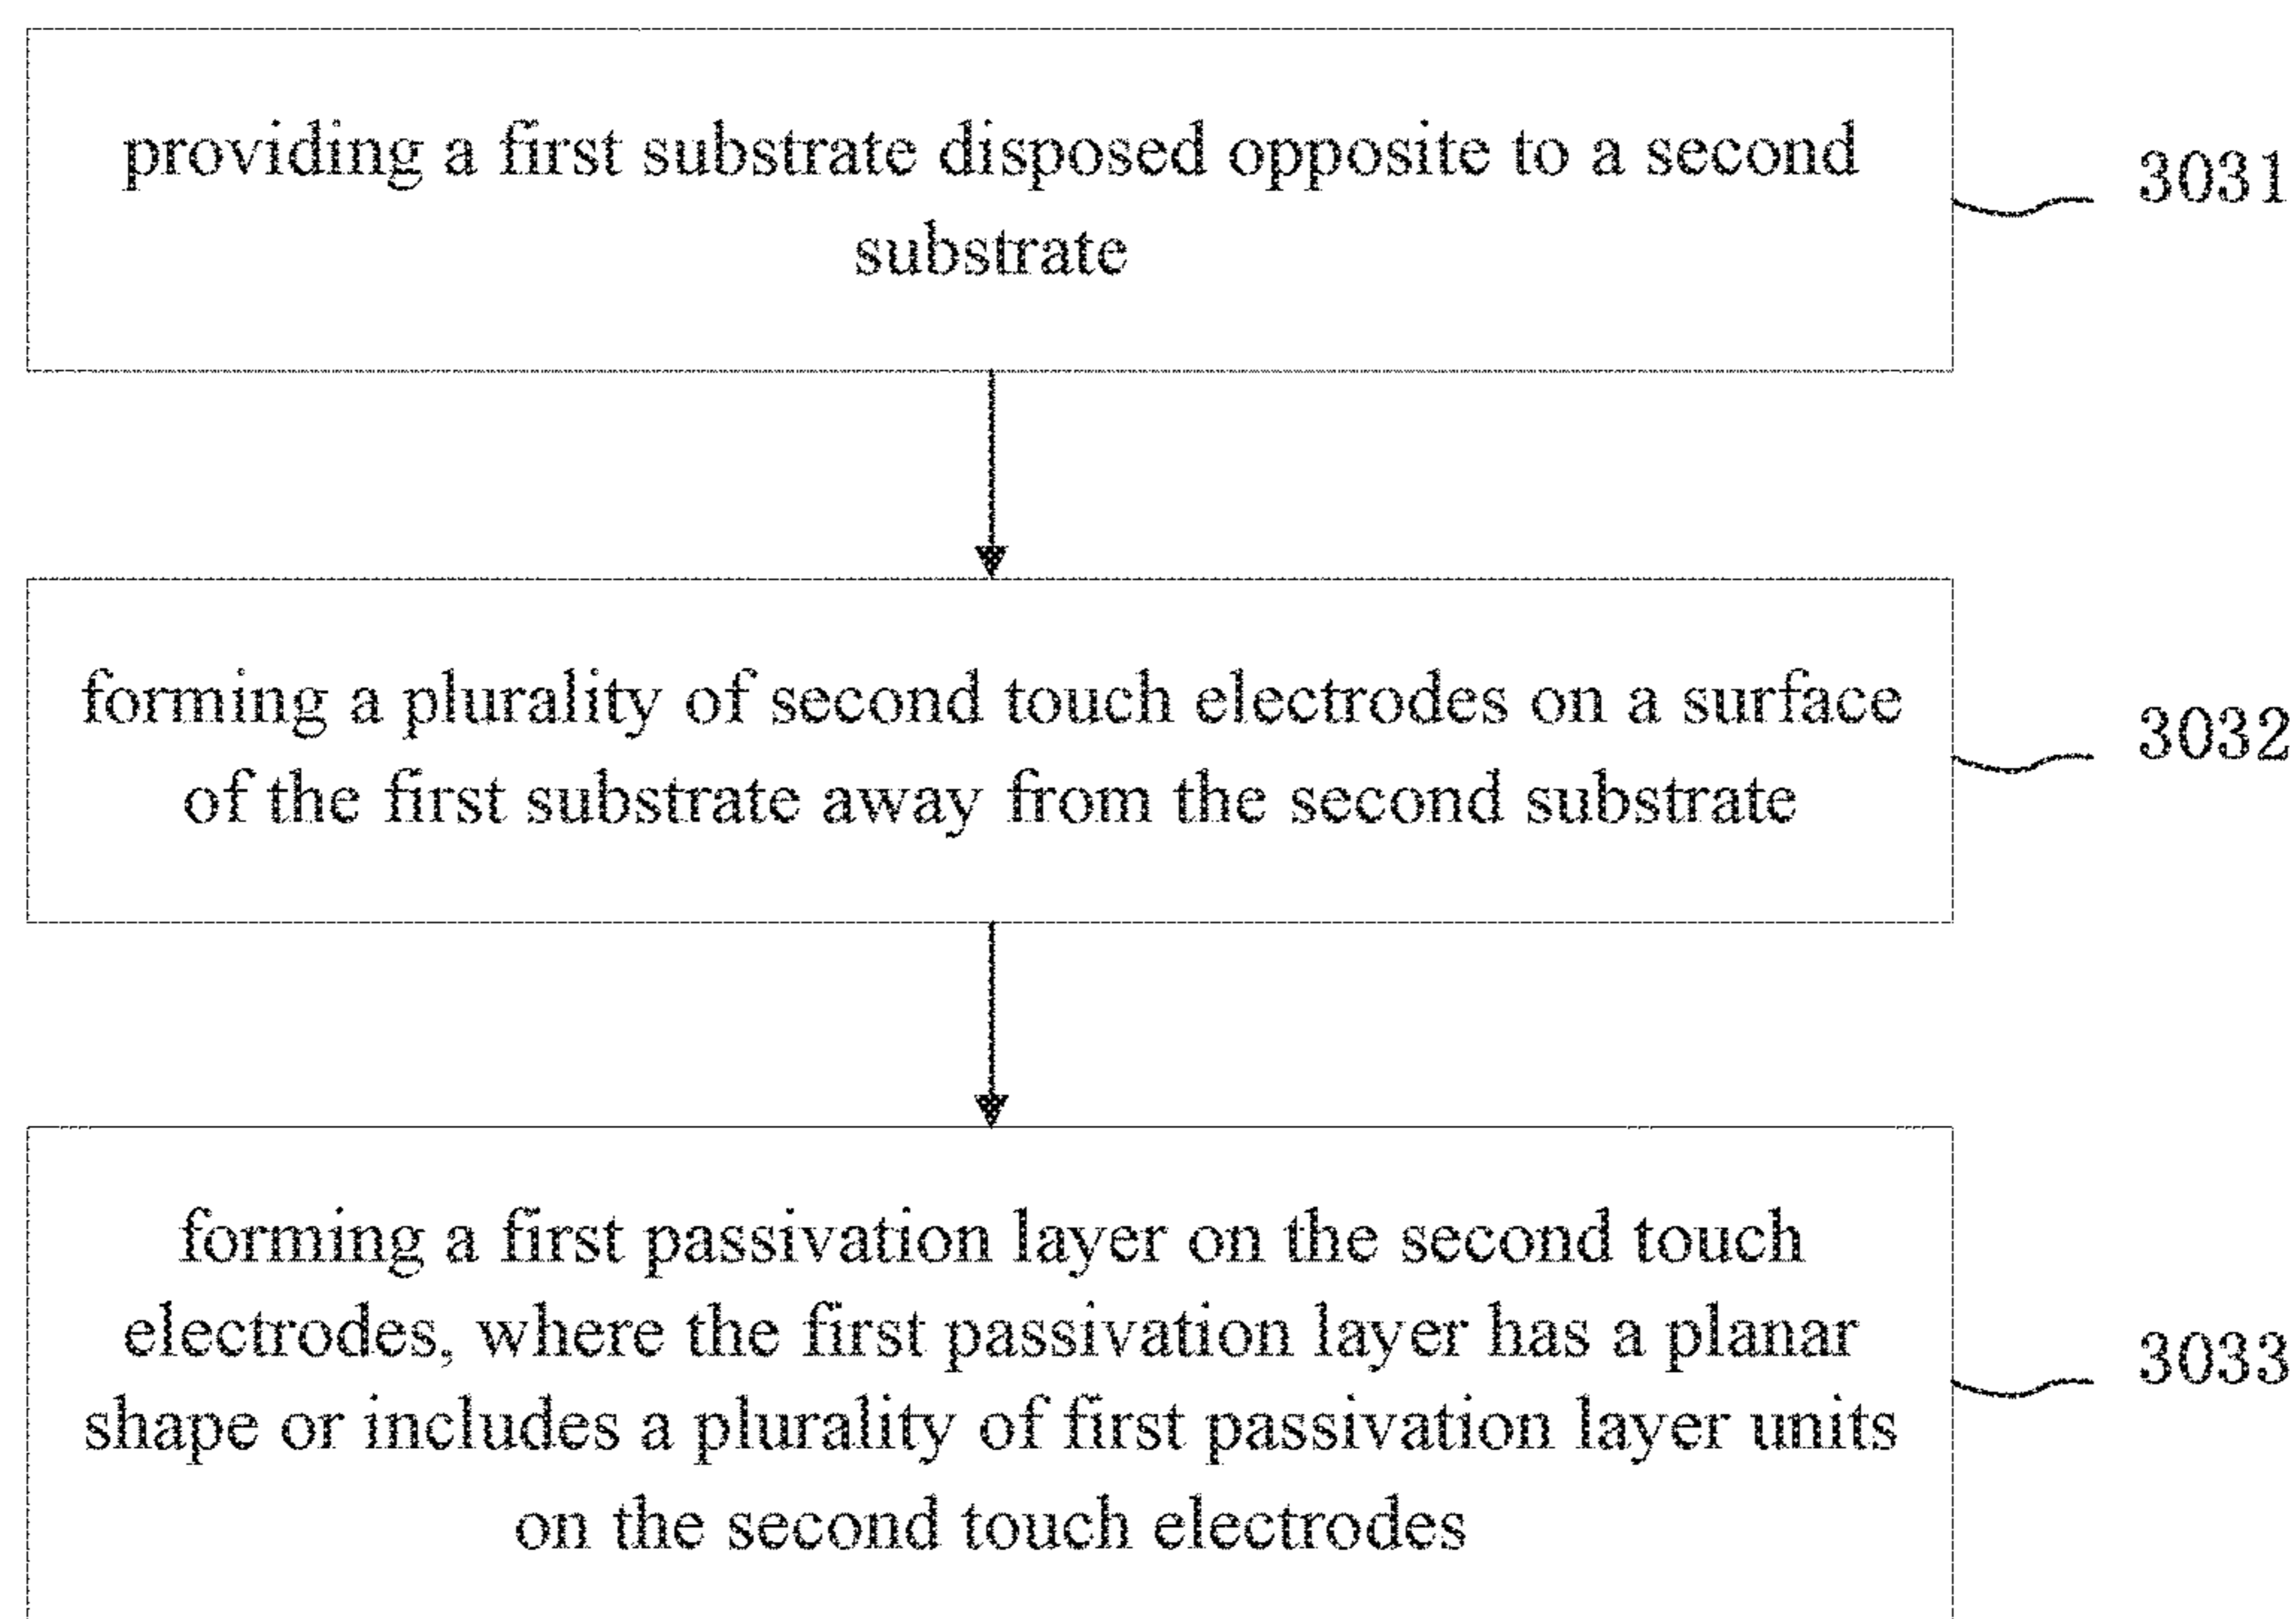 providing a first substrate disposed opposite to a second
substrate
3031
forming a plurality of second touch electrodes on a surface
of the first substrate away from the second substrate
3032
forming a first passivation layer on the second touch
electrodes, where the first passivation layer has a planar
shape or includes a plurality of first passivation layer units
on the second touch electrodes
3033